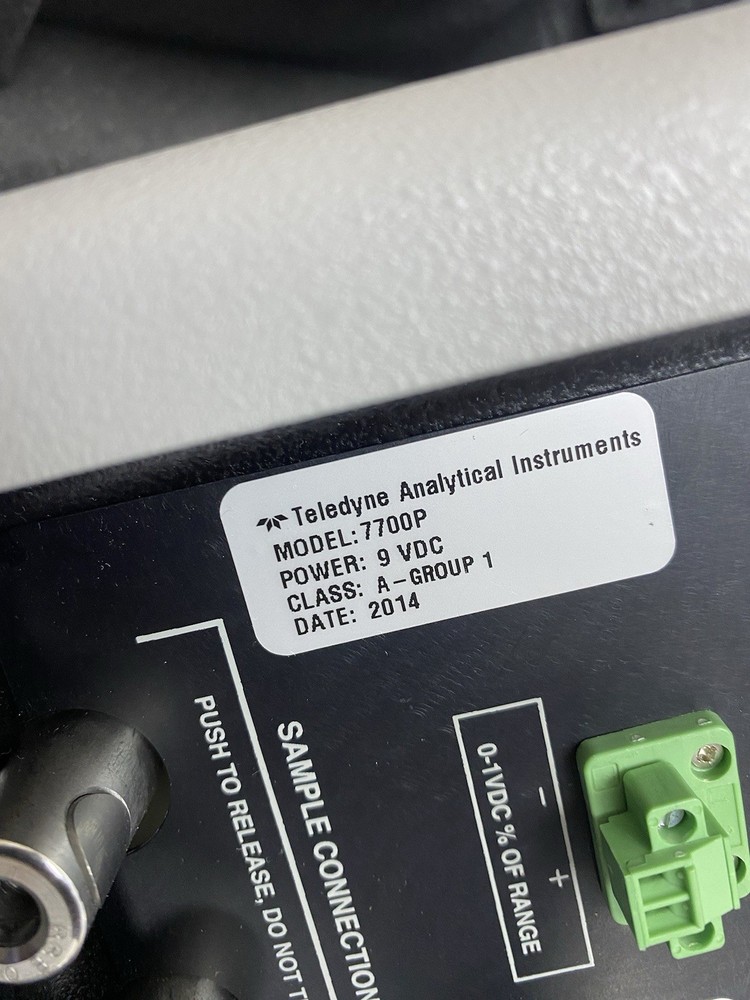 Teledyne Analytical Instruments
MODEL: 7700P
POWER: 9 VDC
CLASS: A-GROUP 1
DATE: 2014
PUSH TO RELEASE, DO NOT
SAMPLE CONNECTION
0-1VDC % OF RANGE
- +